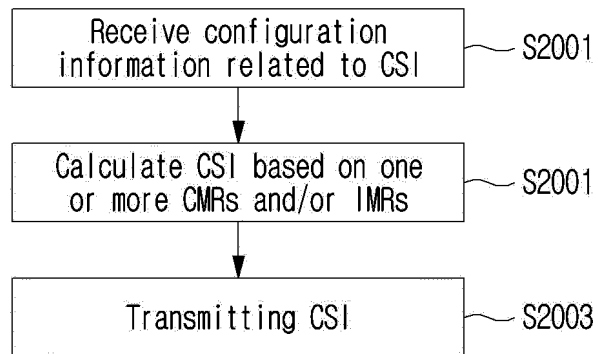 Receive configuration
information related to CSI
S2001
Calculate CSI based on one
or more CMRs and/or IMRs
S2001
Transmitting CSI
S2003